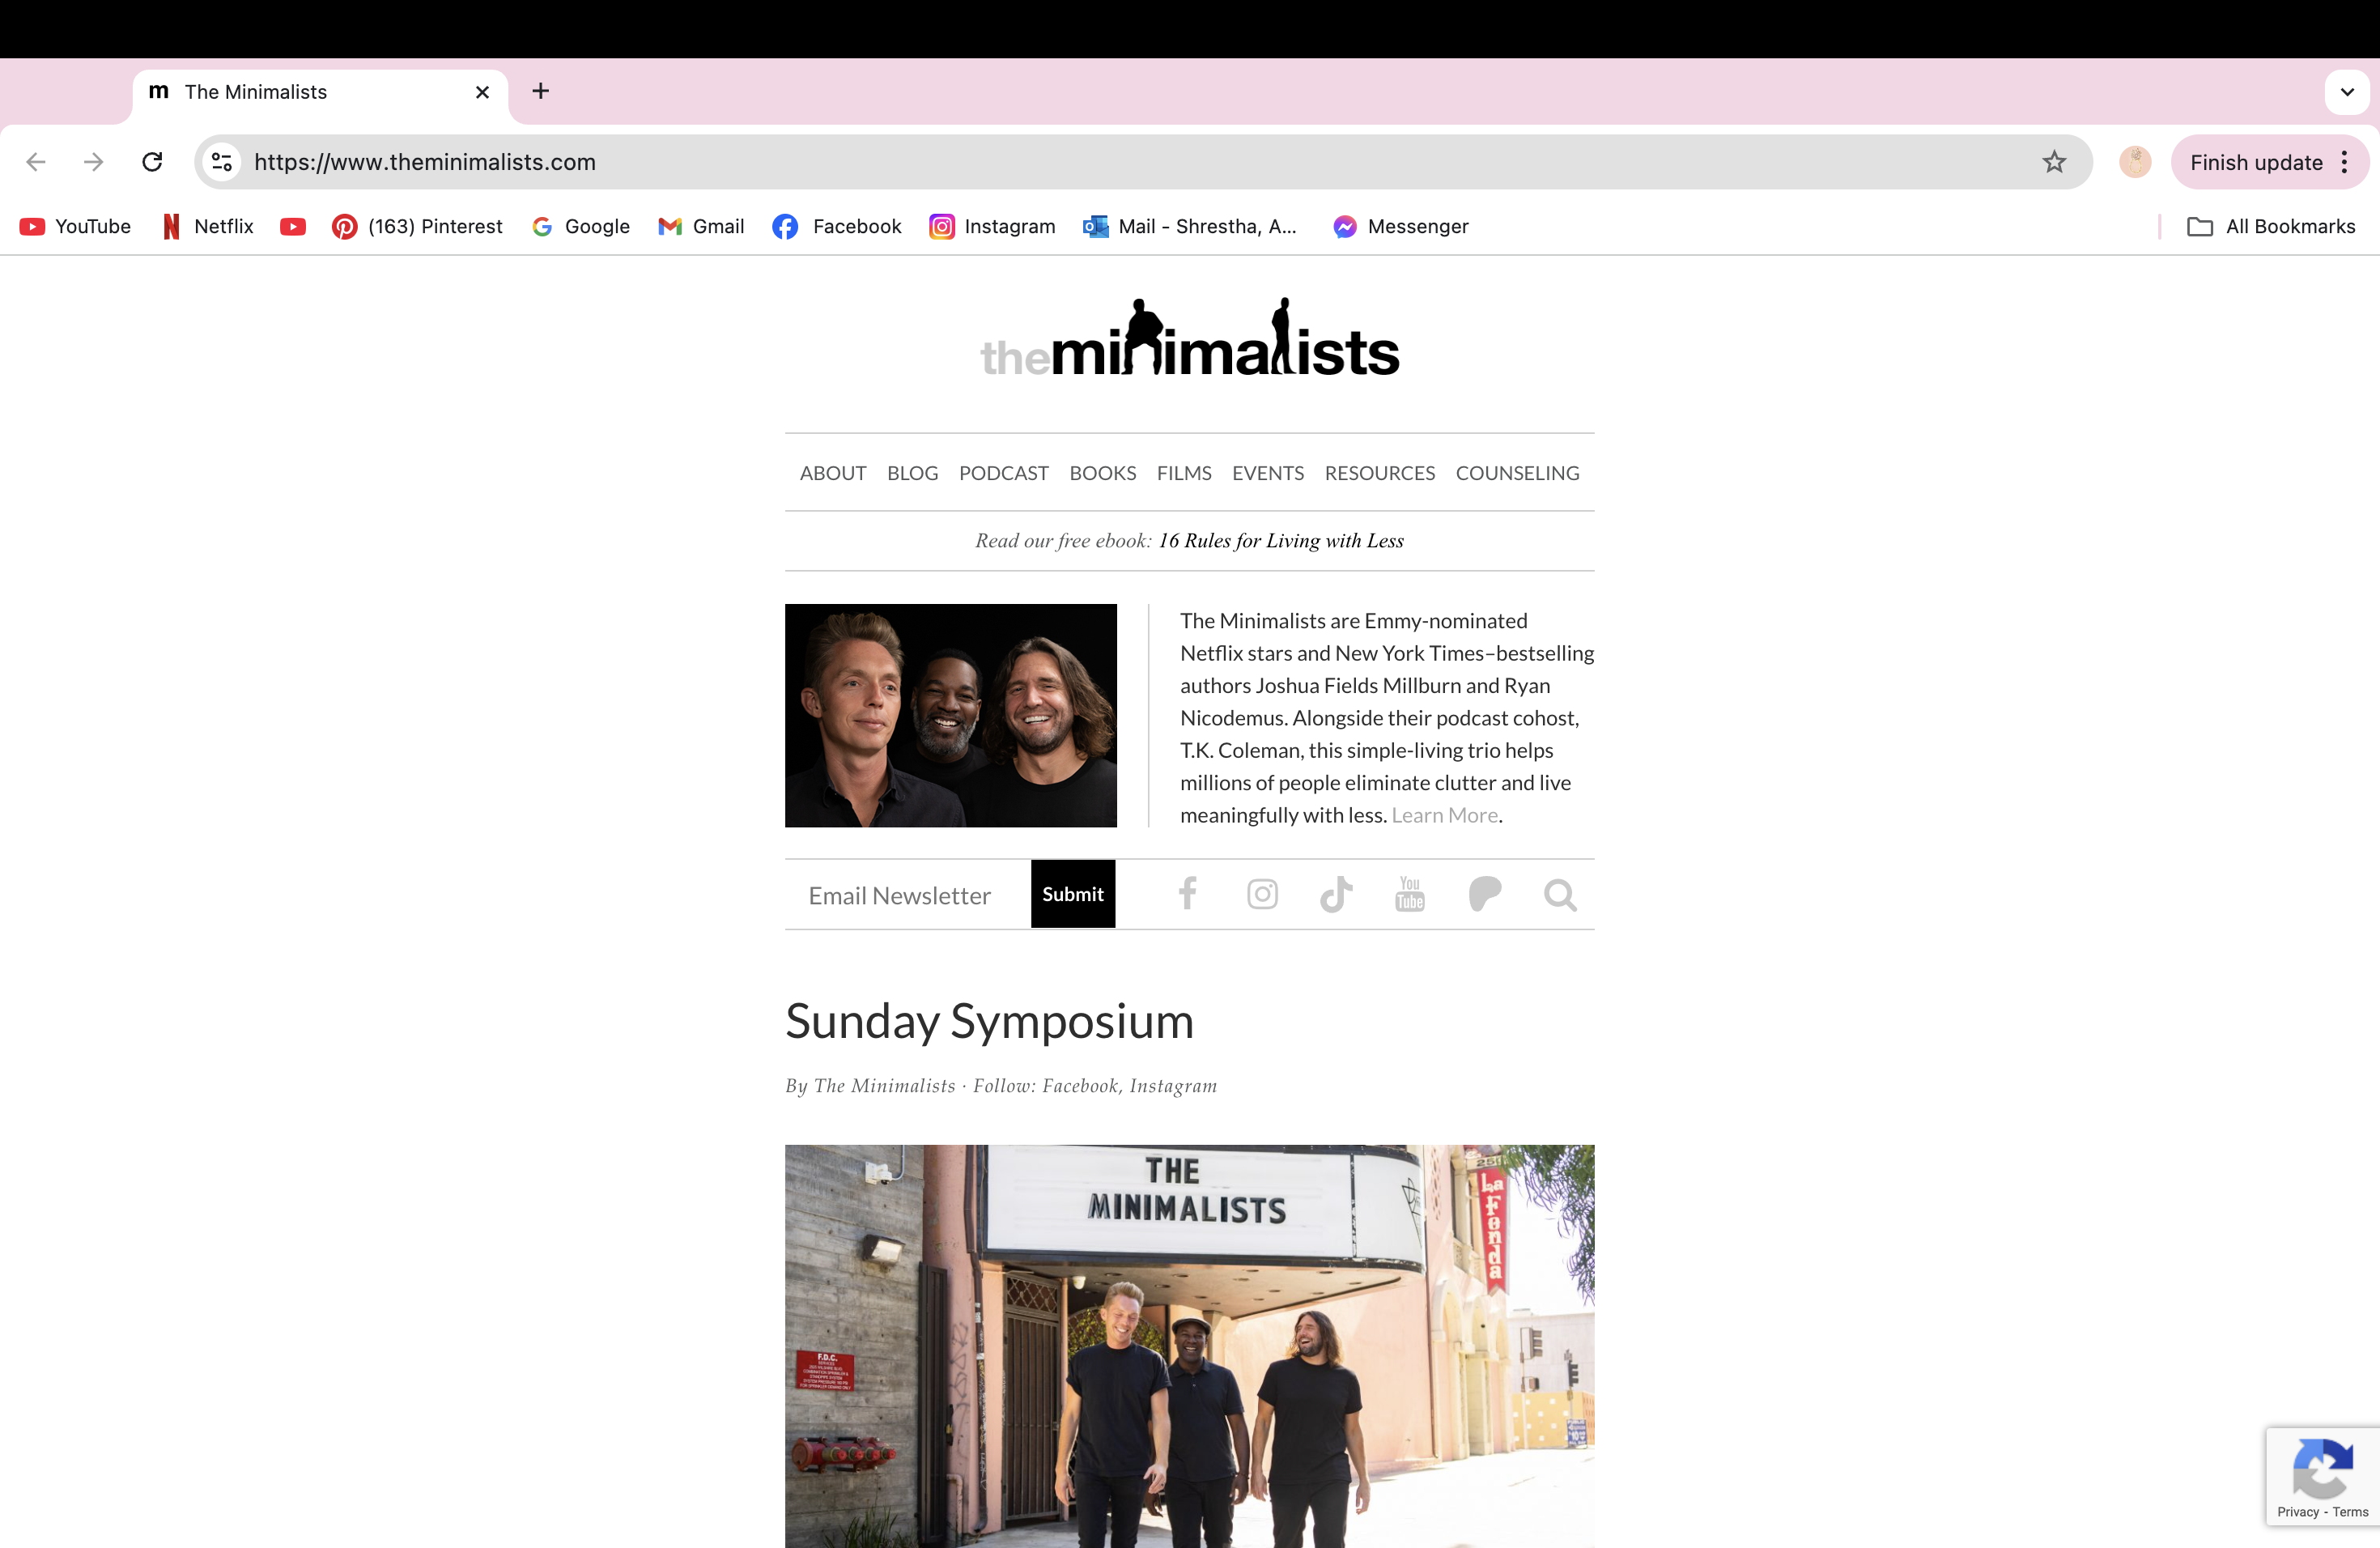 m The Minimalists
https://www.theminimalists.com
Finish update
YouTube Netflix (163) Pinterest Google Gmail Facebook Instagram Mail - Shrestha, A... Messenger All Bookmarks
theminimalists
ABOUT BLOG PODCAST BOOKS FILMS EVENTS RESOURCES COUNSELING
Read our free ebook: 16 Rules for Living with Less
The Minimalists are Emmy-nominated
Netflix stars and New York Times–bestselling
authors Joshua Fields Millburn and Ryan
Nicodemus. Alongside their podcast cohost,
T.K. Coleman, this simple-living trio helps
millions of people eliminate clutter and live
meaningfully with less. Learn More.
Email Newsletter Submit
You
Tube
Sunday Symposium
By The Minimalists · Follow: Facebook, Instagram
THE
MINIMALISTS
La Fonda
F.D.C.
Privacy - Terms